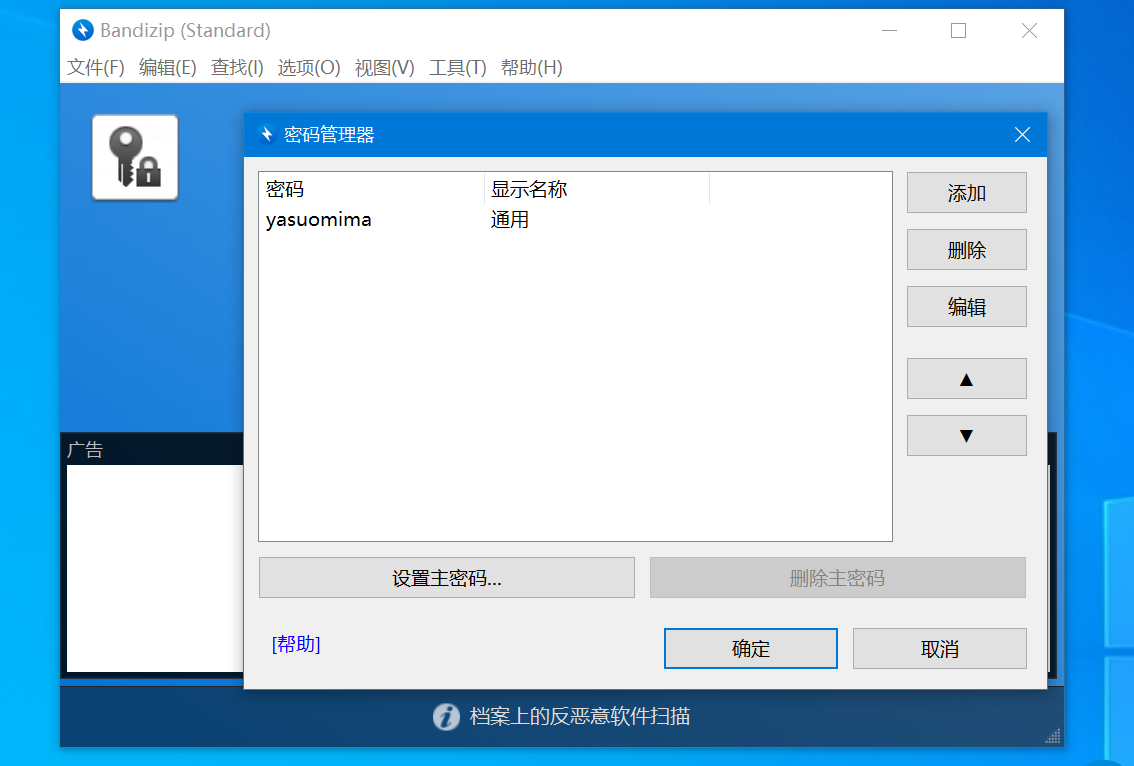 Bandizip (Standard)
文件(F) 编辑(E) 查找(I) 选项(O) 视图(V) 工具(T) 帮助(H)
密码管理器
密码 显示名称
yasuomima 通用
添加
删除
编辑
▲
▼
广告
设置主密码... 删除主密码
[帮助] 确定 取消
档案上的反恶意软件扫描